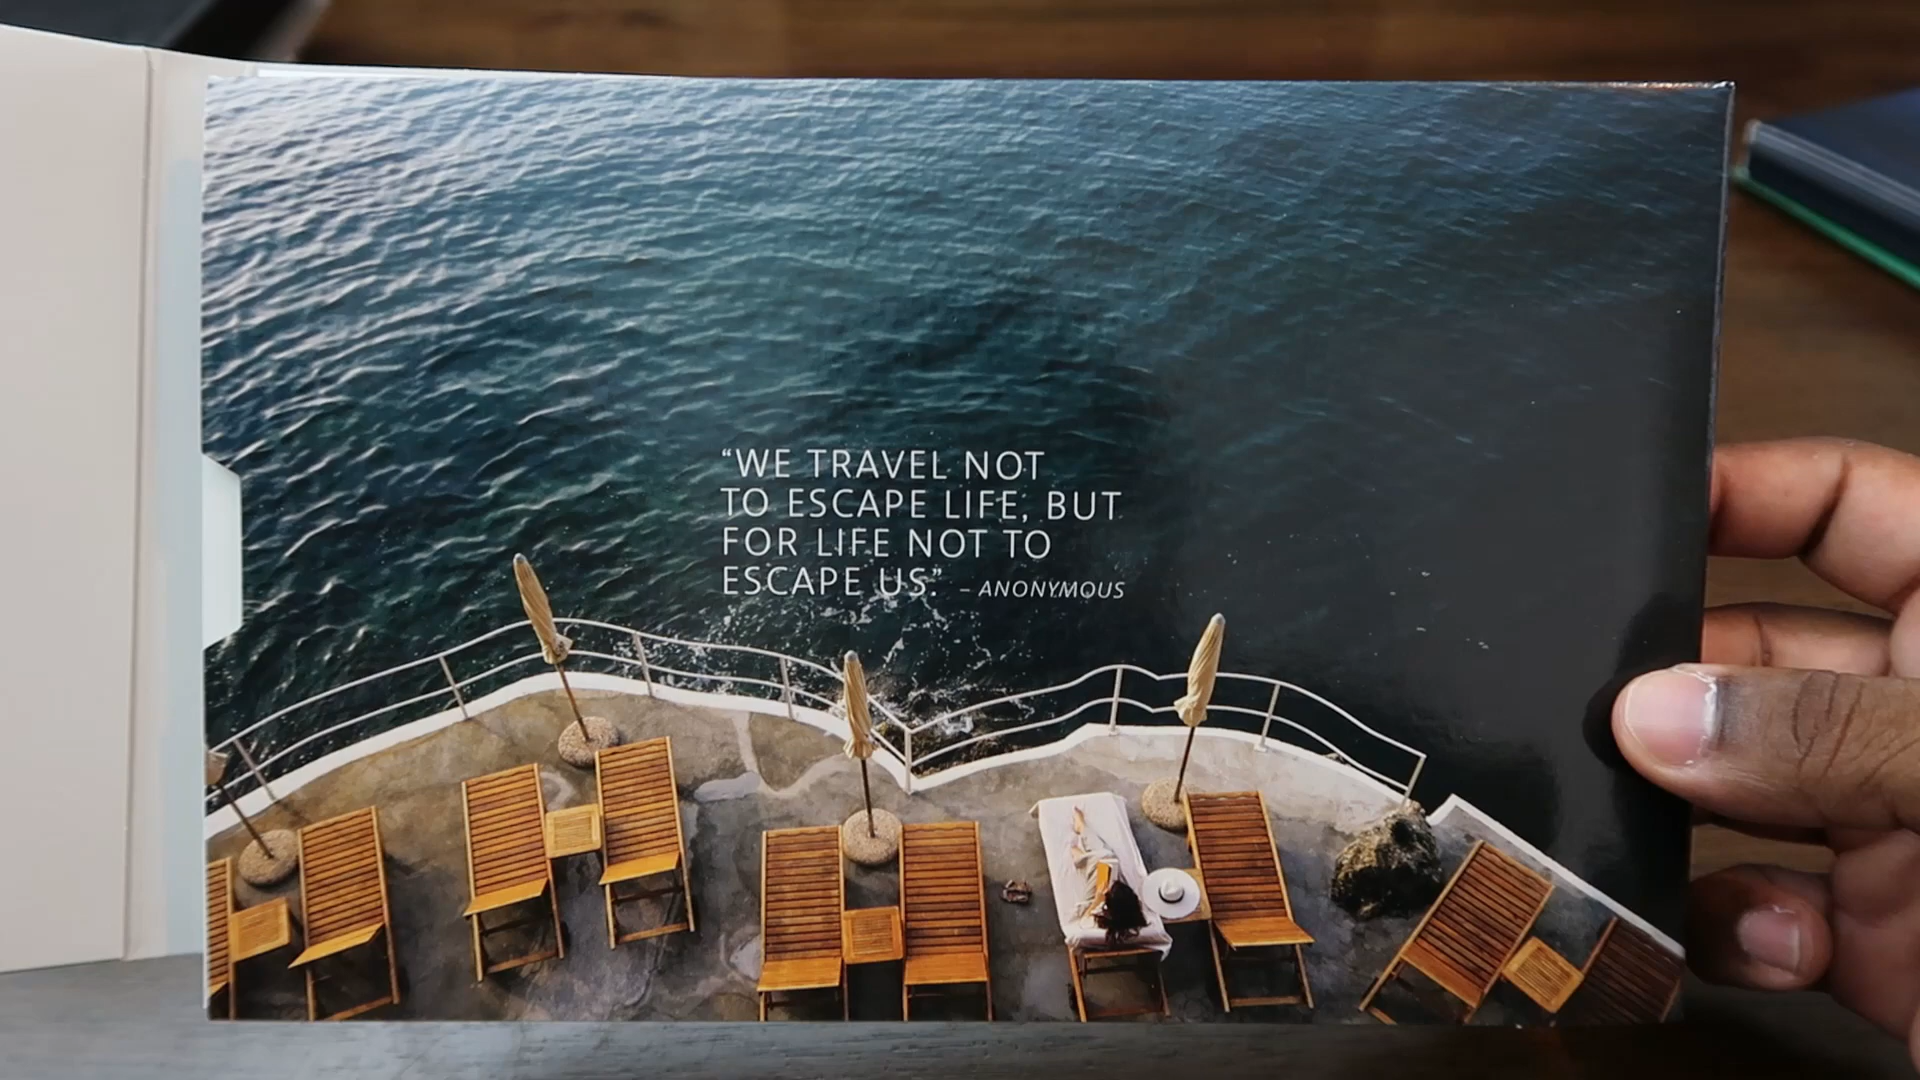 “WE TRAVEL NOT
TO ESCAPE LIFE, BUT
FOR LIFE NOT TO
ESCAPE US.” – ANONYMOUS